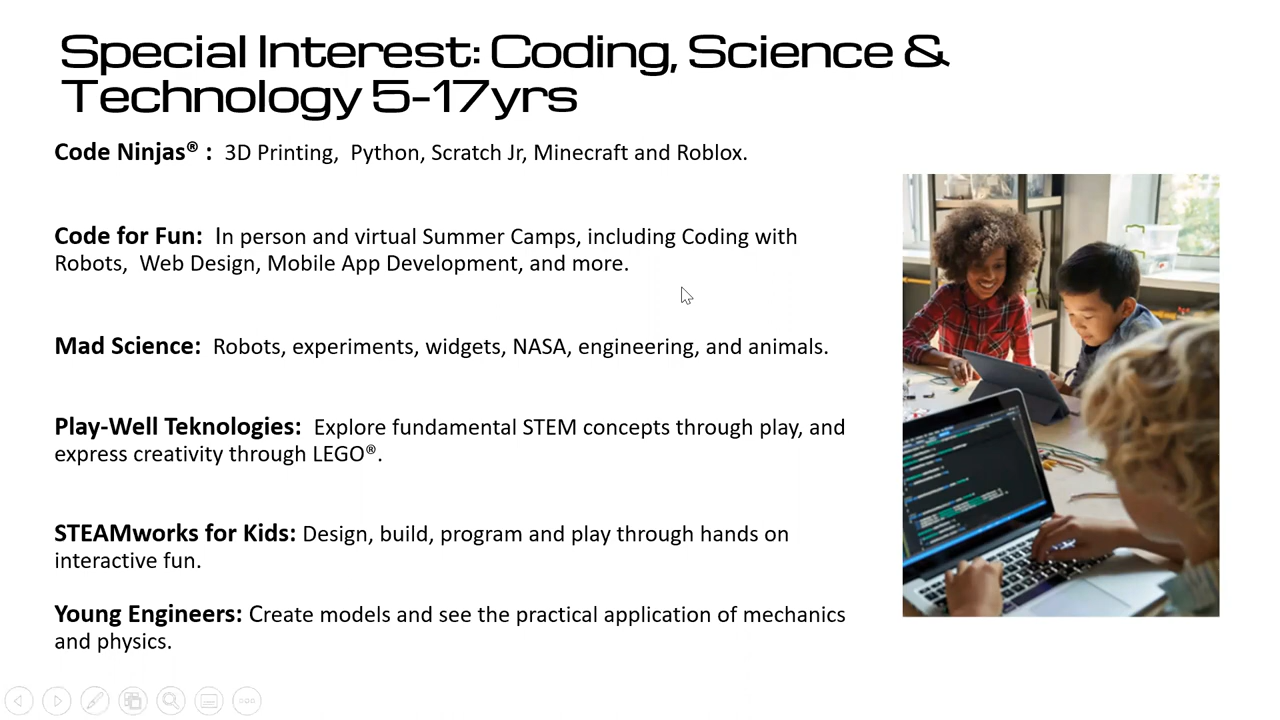 Special Interest: Coding, Science &
Technology 5-17yrs
Code Ninjas® : 3D Printing, Python, Scratch Jr, Minecraft and Roblox.
Code for Fun: In person and virtual Summer Camps, including Coding with
Robots, Web Design, Mobile App Development, and more.
Mad Science: Robots, experiments, widgets, NASA, engineering, and animals.
Play-Well Teknologies: Explore fundamental STEM concepts through play, and
express creativity through LEGO®.
STEAMworks for Kids: Design, build, program and play through hands on
interactive fun.
Young Engineers: Create models and see the practical application of mechanics
and physics.